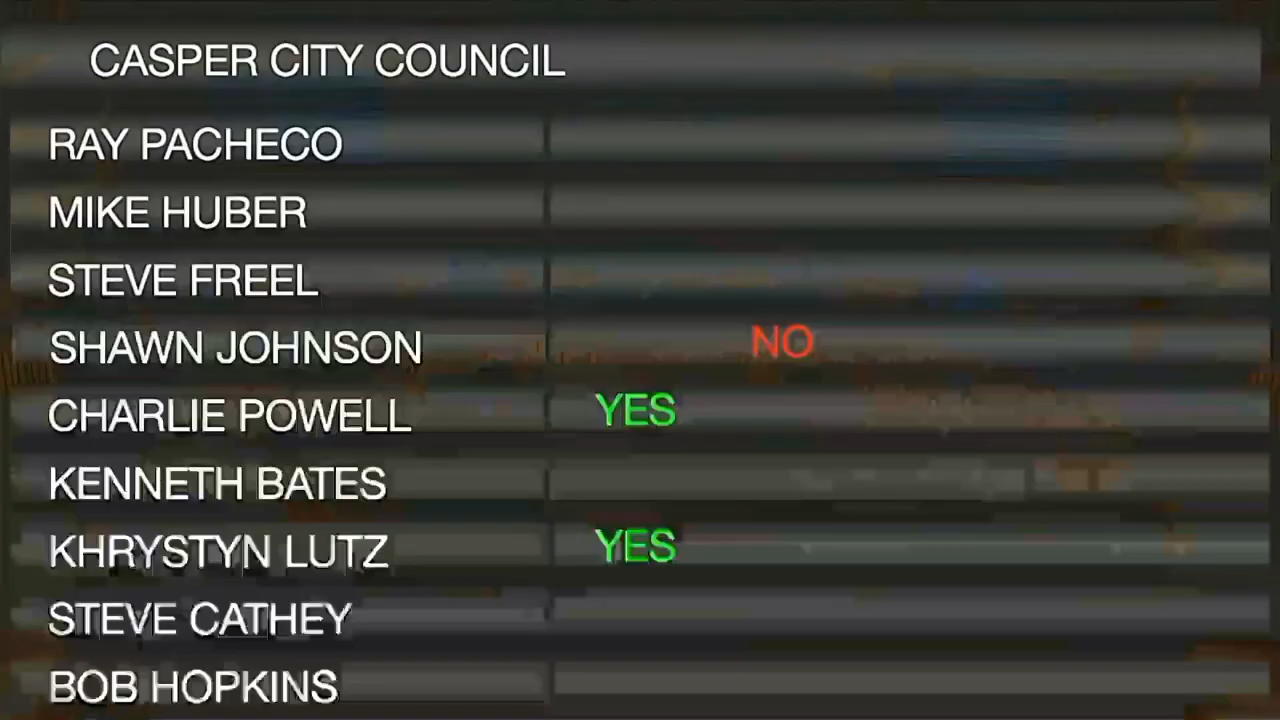 CASPER CITY COUNCIL
RAY PACHECO
MIKE HUBER
STEVE FREEL
SHAWN JOHNSON NO
CHARLIE POWELL YES
KENNETH BATES
KHRYSTYN LUTZ YES
STEVE CATHEY
BOB HOPKINS